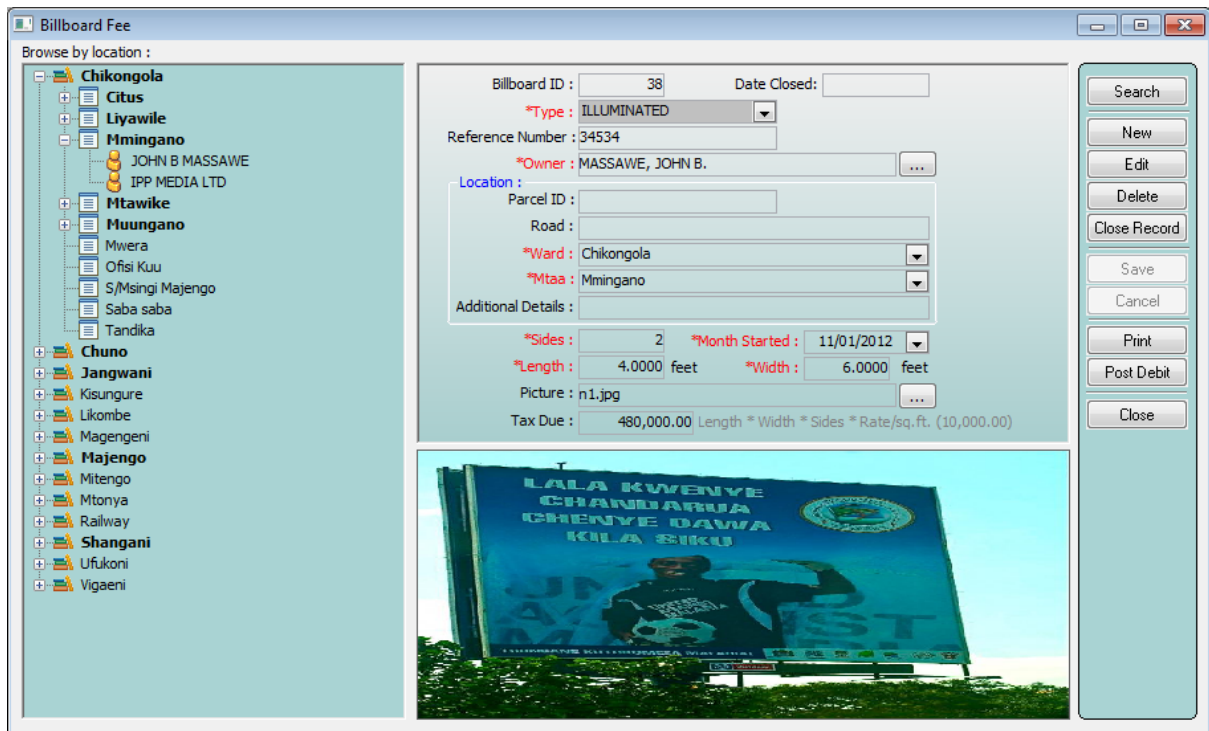 Billboard Fee
Browse by location :
Chikongola
Citus
Liyawile
Mmingano
JOHN B MASSAWE
IPP MEDIA LTD
Mtawike
Muungano
Mwera
Ofisi Kuu
S/Msingi Majengo
Saba saba
Tandika
Chuno
Jangwani
Kisungure
Likombe
Magengeni
Majengo
Mitengo
Mtonya
Railway
Shangani
Ufukoni
Vigaeni
Billboard ID : 38 Date Closed:
*Type : ILLUMINATED
Reference Number : 34534
*Owner : MASSAWE, JOHN B. ...
Location :
Parcel ID :
Road :
*Ward : Chikongola
*Mtaa : Mmingano
Additional Details :
*Sides : 2 *Month Started : 11/01/2012
*Length : 4.0000 feet *Width : 6.0000 feet
Picture : n1.jpg ...
Tax Due : 480,000.00 Length * Width * Sides * Rate/sq.ft. (10,000.00)
LALA KWENYE
CHANDARUA
CHENYE DAWA
KILA SIKU
UNITED
AGAINST
MALARIA
Search
New
Edit
Delete
Close Record
Save
Cancel
Print
Post Debit
Close